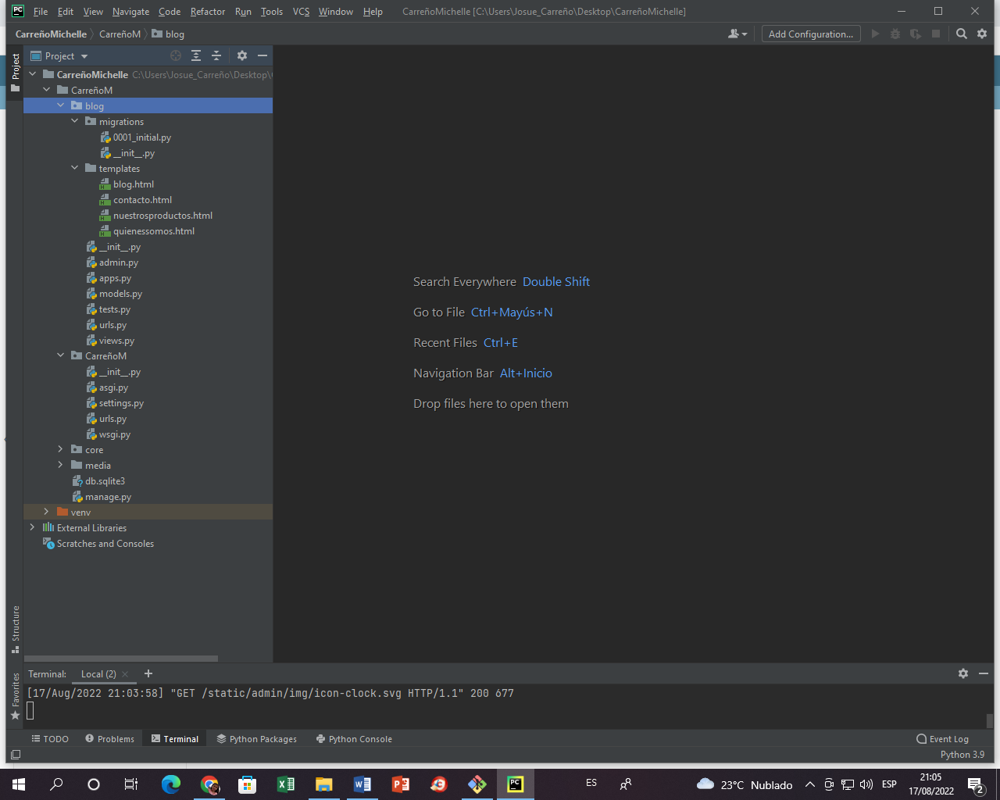 PC File Edit View Navigate Code Refactor Run Tools VCS Window Help CarreñoMichelle [C:\Users\Josue_Carreño\Desktop\CarreñoMichelle]
CarreñoMichelle CarreñoM blog Add Configuration...
Project
Project
CarreñoMichelle C:\Users\Josue_Carreño\Desktop\
CarreñoM
blog
migrations
0001_initial.py
__init__.py
templates
blog.html
contacto.html
nuestrosproductos.html
quienessomos.html
__init__.py
admin.py
apps.py
models.py
tests.py
urls.py
views.py
CarreñoM
__init__.py
asgi.py
settings.py
urls.py
wsgi.py
core
media
db.sqlite3
manage.py
venv
External Libraries
Scratches and Consoles
Search Everywhere Double Shift
Go to File Ctrl+Mayús+N
Recent Files Ctrl+E
Navigation Bar Alt+Inicio
Drop files here to open them
Structure
Favorites
Terminal: Local (2)
[17/Aug/2022 21:03:58] "GET /static/admin/img/icon-clock.svg HTTP/1.1" 200 677
TODO Problems Terminal Python Packages Python Console Event Log
Python 3.9
PC ES 23°C Nublado ESP 21:05
17/08/2022 2